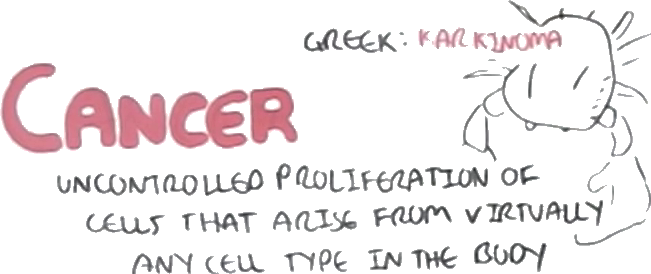 GREEK: KARKINOMA
CANCER
UNCONTROLLED PROLIFERATION OF
CELLS THAT ARISE FROM VIRTUALLY
ANY CELL TYPE IN THE BODY